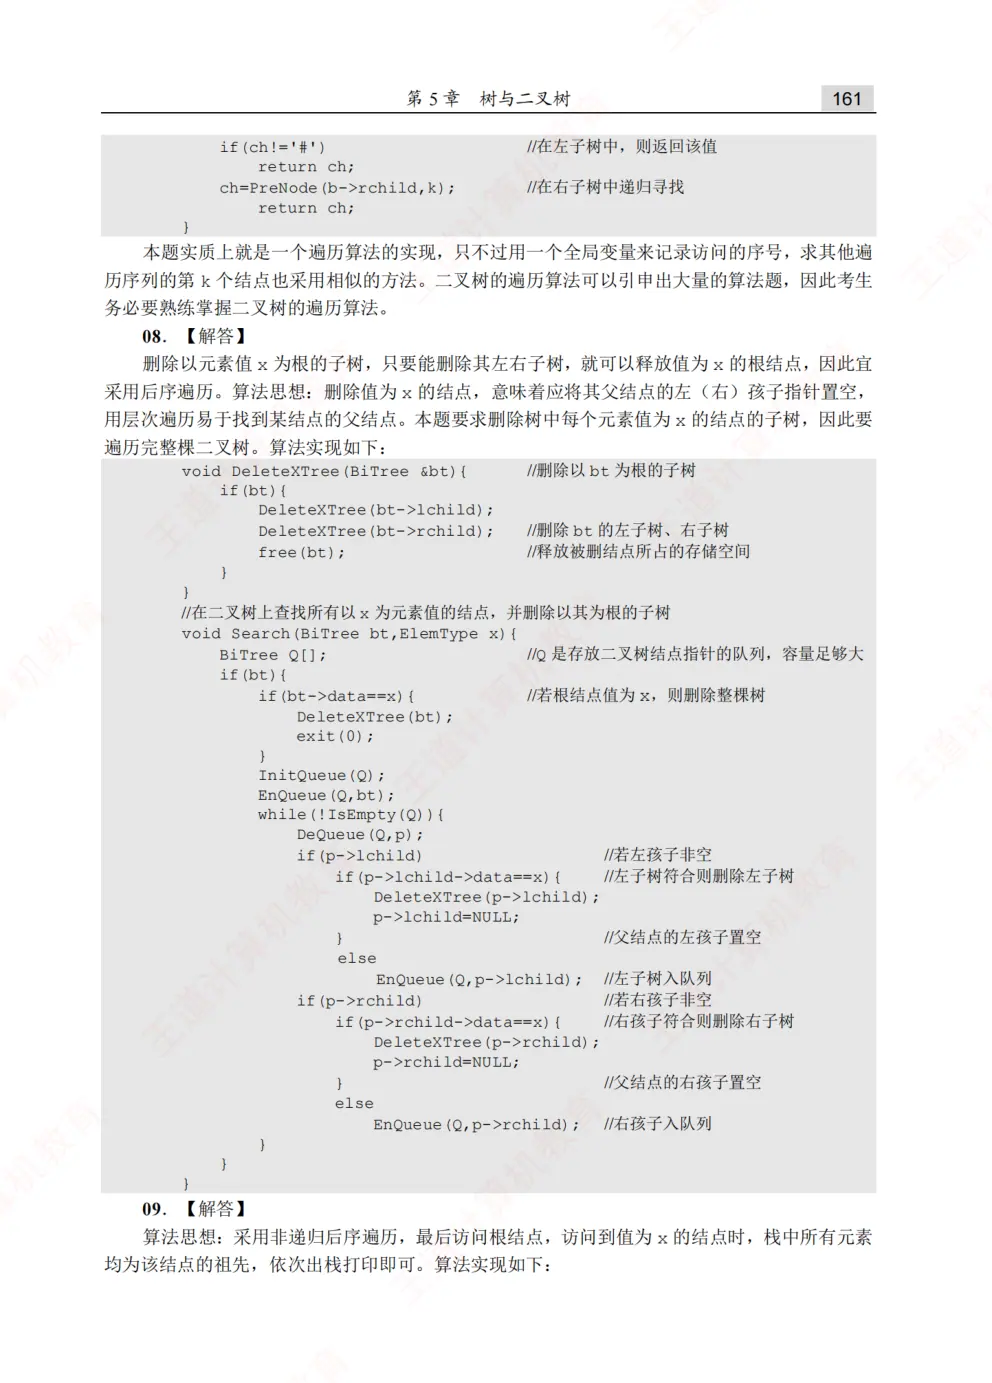 第 5 章 树与二叉树
161
if(ch!='#') //在左子树中，则返回该值
return ch;
ch=PreNode(b->rchild,k); //在右子树中递归寻找
return ch;
}
本题实质上就是一个遍历算法的实现，只不过用一个全局变量来记录访问的序号，求其他遍
历序列的第 k 个结点也采用相似的方法。二叉树的遍历算法可以引申出大量的算法题，因此考生
务必要熟练掌握二叉树的遍历算法。
08. 【解答】
删除以元素值 x 为根的子树，只要能删除其左右子树，就可以释放值为 x 的根结点，因此宜
采用后序遍历。算法思想：删除值为 x 的结点，意味着应将其父结点的左（右）孩子指针置空，
用层次遍历易于找到某结点的父结点。本题要求删除树中每个元素值为 x 的结点的子树，因此要
遍历完整棵二叉树。算法实现如下：
void DeleteXTree(BiTree &bt){ //删除以 bt 为根的子树
if(bt){
DeleteXTree(bt->lchild);
DeleteXTree(bt->rchild); //删除 bt 的左子树、右子树
free(bt); //释放被删结点所占的存储空间
}
}
//在二叉树上查找所有以 x 为元素值的结点，并删除以其为根的子树
void Search(BiTree bt,ElemType x){
BiTree Q[]; //Q 是存放二叉树结点指针的队列，容量足够大
if(bt){
if(bt->data==x){ //若根结点值为 x，则删除整棵树
DeleteXTree(bt);
exit(0);
}
InitQueue(Q);
EnQueue(Q,bt);
while(!IsEmpty(Q)){
DeQueue(Q,p);
if(p->lchild) //若左孩子非空
if(p->lchild->data==x){ //左子树符合则删除左子树
DeleteXTree(p->lchild);
p->lchild=NULL;
} //父结点的左孩子置空
else
EnQueue(Q,p->lchild); //左子树入队列
if(p->rchild) //若右孩子非空
if(p->rchild->data==x){ //右孩子符合则删除右子树
DeleteXTree(p->rchild);
p->rchild=NULL;
} //父结点的右孩子置空
else
EnQueue(Q,p->rchild); //右孩子入队列
}
}
}
09. 【解答】
算法思想：采用非递归后序遍历，最后访问根结点，访问到值为 x 的结点时，栈中所有元素
均为该结点的祖先，依次出栈打印即可。算法实现如下：
王道计算机教育